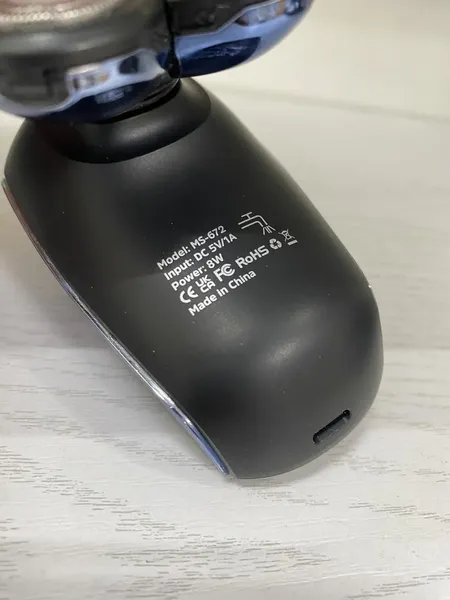 Model: MS-672
Input: DC 5V/1A
Power: 8W
CE UK CA FC RoHS
Made in China